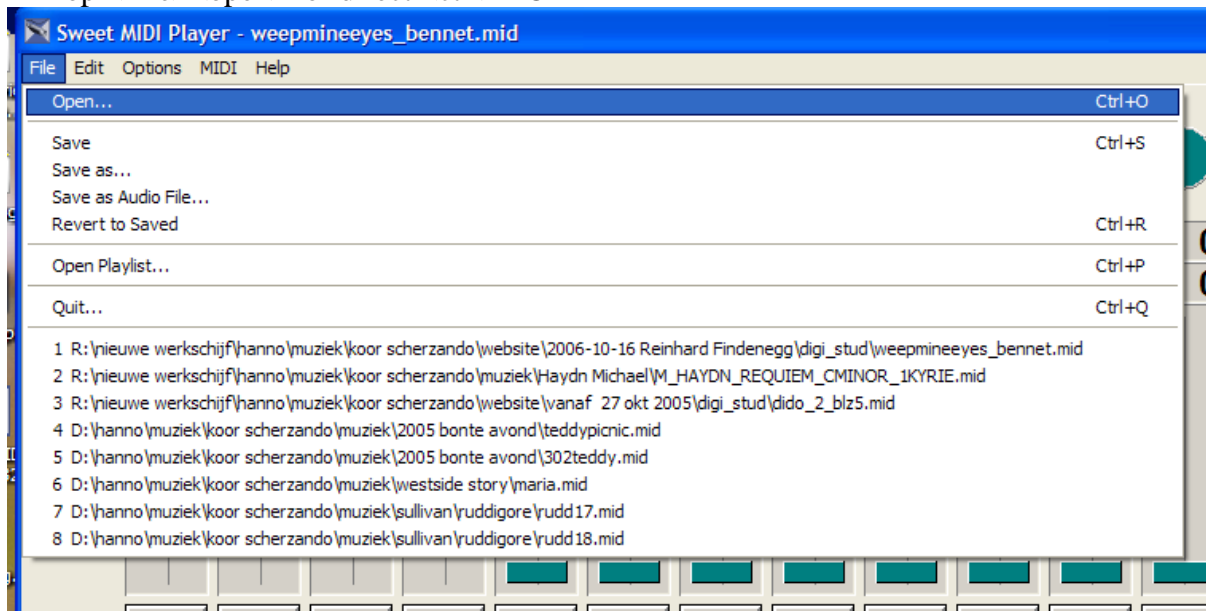 Sweet MIDI Player - weepmineeyes_bennet.mid
File Edit Options MIDI Help
Open... Ctrl+O
Save Ctrl+S
Save as...
Save as Audio File...
Revert to Saved Ctrl+R
Open Playlist... Ctrl+P
Quit... Ctrl+Q
1 R:\nieuwe werkschijf\hanno\muziek\koor scherzando\website\2006-10-16 Reinhard Findenegg\digi_stud\weepmineeyes_bennet.mid
2 R:\nieuwe werkschijf\hanno\muziek\koor scherzando\muziek\Haydn Michael\M_HAYDN_REQUIEM_CMINOR_1KYRIE.mid
3 R:\nieuwe werkschijf\hanno\muziek\koor scherzando\website\vanaf 27 okt 2005\digi_stud\dido_2_blz5.mid
4 D:\hanno\muziek\koor scherzando\muziek\2005 bonte avond\teddypicnic.mid
5 D:\hanno\muziek\koor scherzando\muziek\2005 bonte avond\302teddy.mid
6 D:\hanno\muziek\koor scherzando\muziek\westside story\maria.mid
7 D:\hanno\muziek\koor scherzando\muziek\sullivan\ruddigore\rudd17.mid
8 D:\hanno\muziek\koor scherzando\muziek\sullivan\ruddigore\rudd18.mid